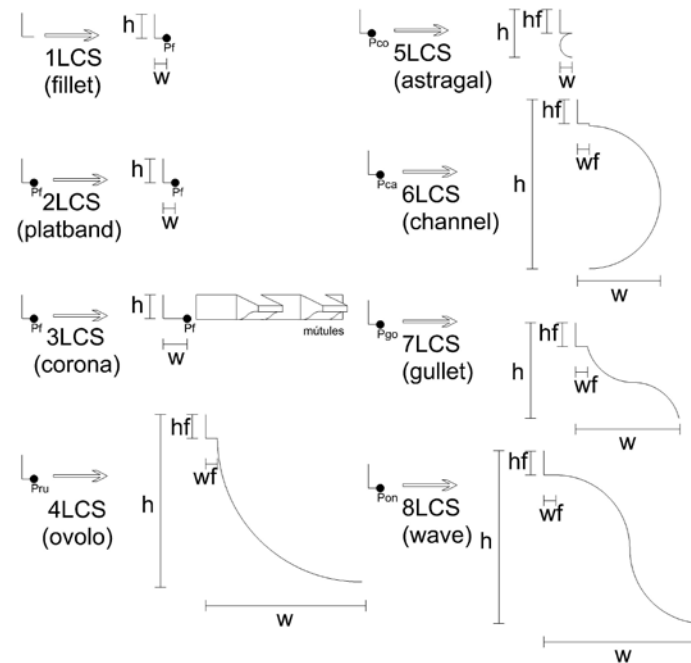 h
Pf
1LCS
(fillet)
w
h
Pf
Pf
2LCS
(platband)
w
h
Pf
Pf
mútules
3LCS
(corona)
w
hf
h
wf
Pru
4LCS
(ovolo)
w
hf
h
Pco
5LCS
(astragal)
w
hf
wf
h
Pca
6LCS
(channel)
w
hf
h
Pgo
7LCS
(gullet)
wf
w
hf
wf
Pon
8LCS
(wave)
h
w